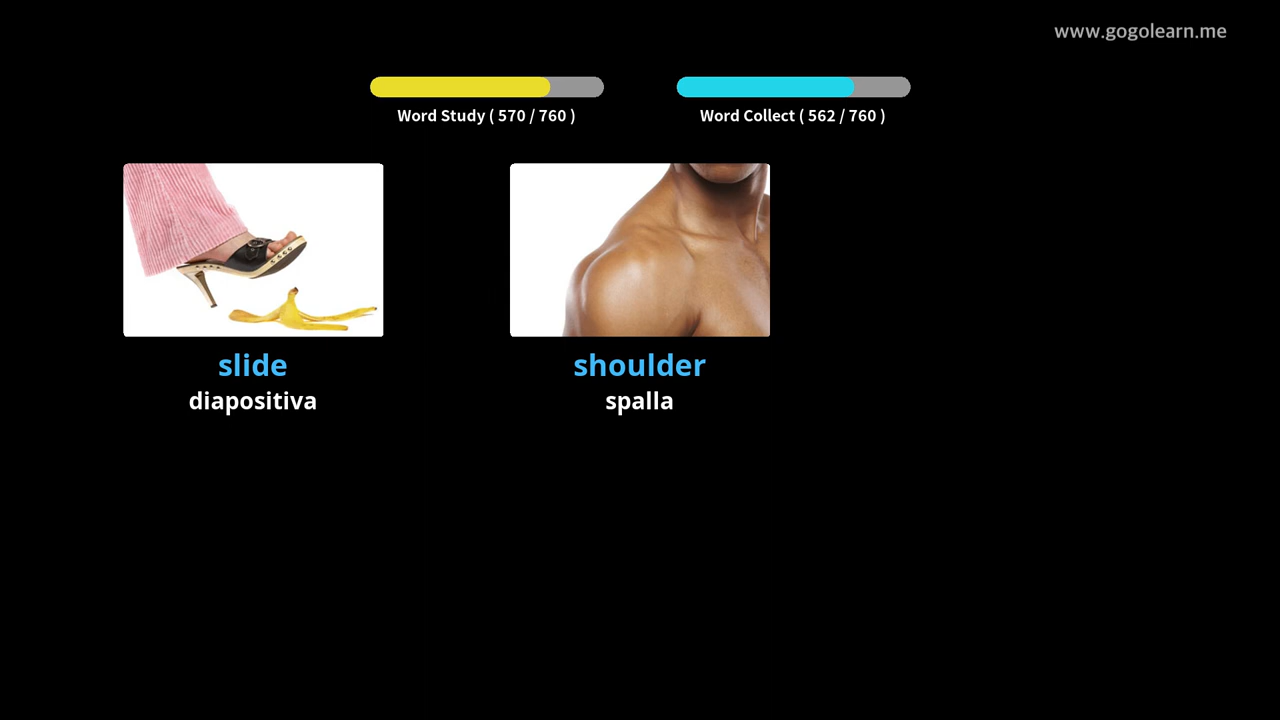 www.gogolearn.me
Word Study ( 570 / 760 )
Word Collect ( 562 / 760 )
slide
diapositiva
shoulder
spalla